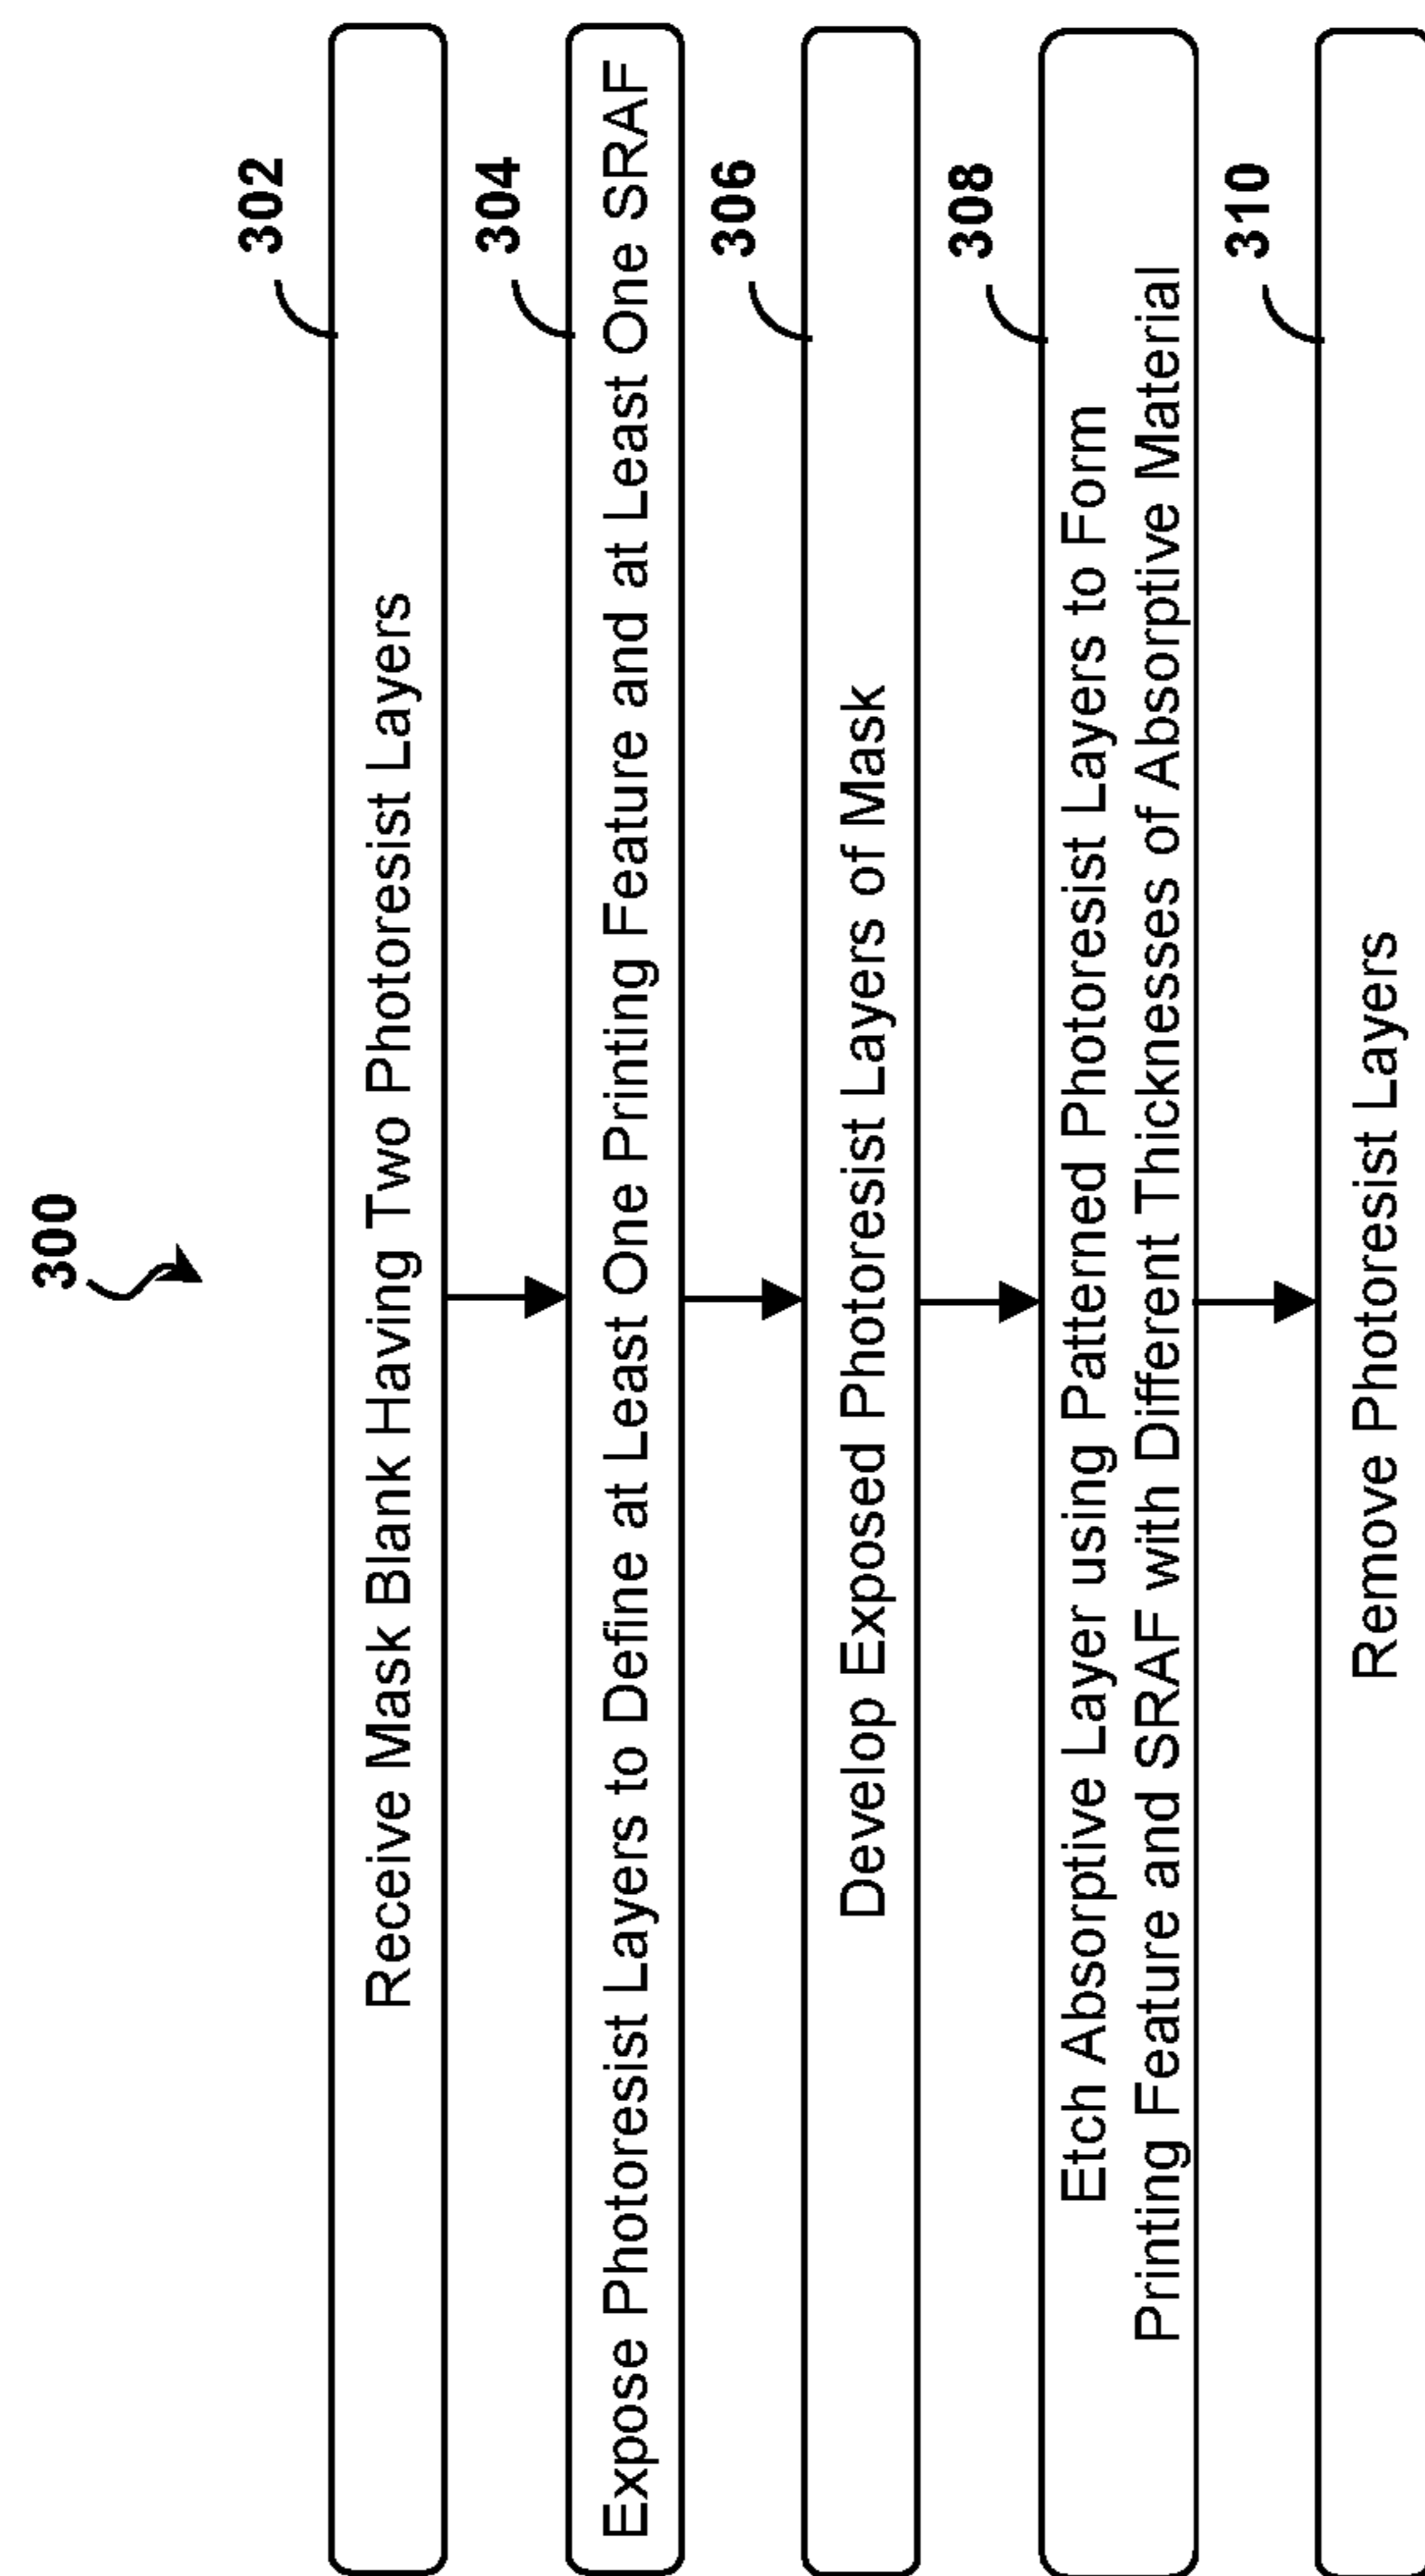 300
302
Receive Mask Blank Having Two Photoresist Layers
304
Expose Photoresist Layers to Define at Least One Printing Feature and at Least One SRAF
306
Develop Exposed Photoresist Layers of Mask
308
Etch Absorptive Layer using Patterned Photoresist Layers to Form
Printing Feature and SRAF with Different Thicknesses of Absorptive Material
310
Remove Photoresist Layers